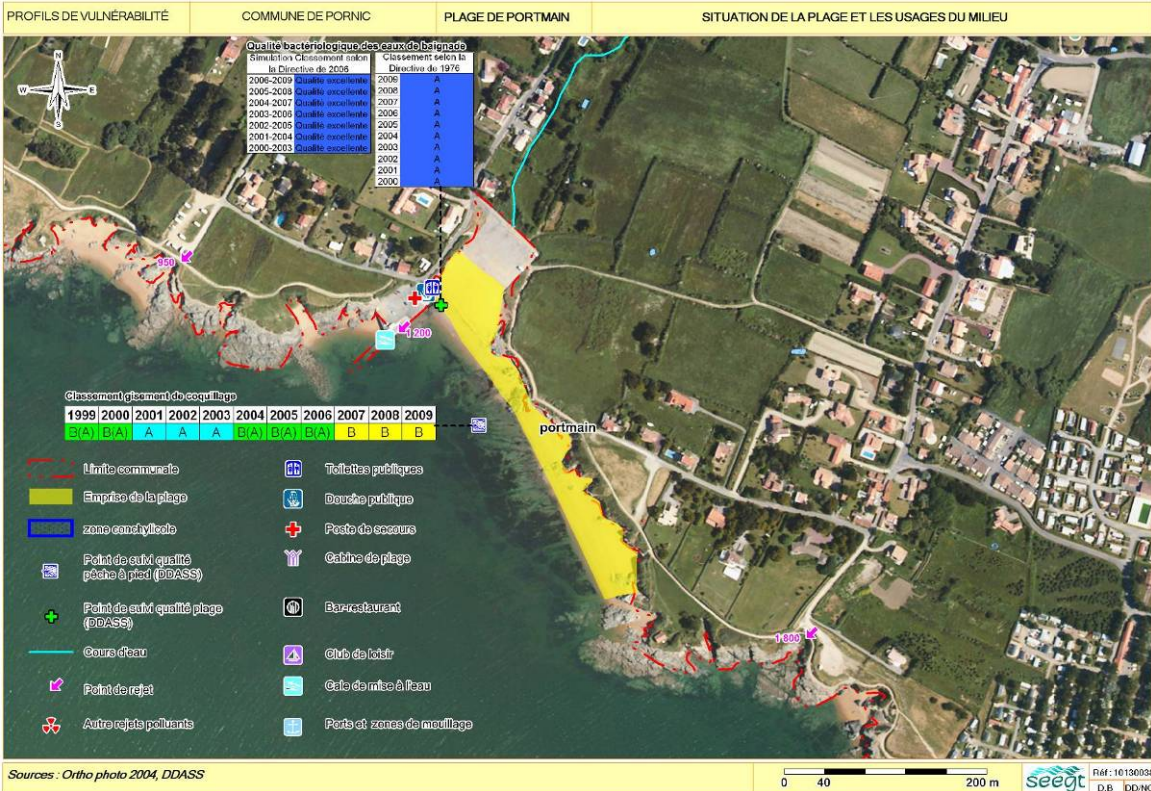 PROFILS DE VULNÉRABILITÉ
COMMUNE DE PORNIC
PLAGE DE PORTMAIN
SITUATION DE LA PLAGE ET LES USAGES DU MILIEU
Qualité bactériologique des eaux de baignade
Simulation Classement selon la Directive de 2006
Classement selon la Directive de 1976
2006-2009 Qualité excellente
2005-2008 Qualité excellente
2004-2007 Qualité excellente
2003-2006 Qualité excellente
2002-2005 Qualité excellente
2001-2004 Qualité excellente
2000-2003 Qualité excellente
2009 A
2008 A
2007 A
2006 A
2005 A
2004 A
2003 A
2002 A
2001 A
2000 A
N
W
E
S
950
1 200
Classement gisement de coquillage
1999 2000 2001 2002 2003 2004 2005 2006 2007 2008 2009
B(A) B(A) A A A B(A) B(A) B(A) B B B
portmain
1 800
Limite communale
Emprise de la plage
zone conchylicole
Point de suivi qualité
pêche à pied (DDASS)
Point de suivi qualité plage
(DDASS)
Cours d'eau
Point de rejet
Autre rejets polluants
Toilettes publiques
Douche publique
Poste de secours
Cabine de plage
Bar-restaurant
Club de loisir
Cale de mise à l'eau
Ports et zones de mouillage
Sources : Ortho photo 2004, DDASS
0 40 200 m
seegt
Réf : 1013003
D.B